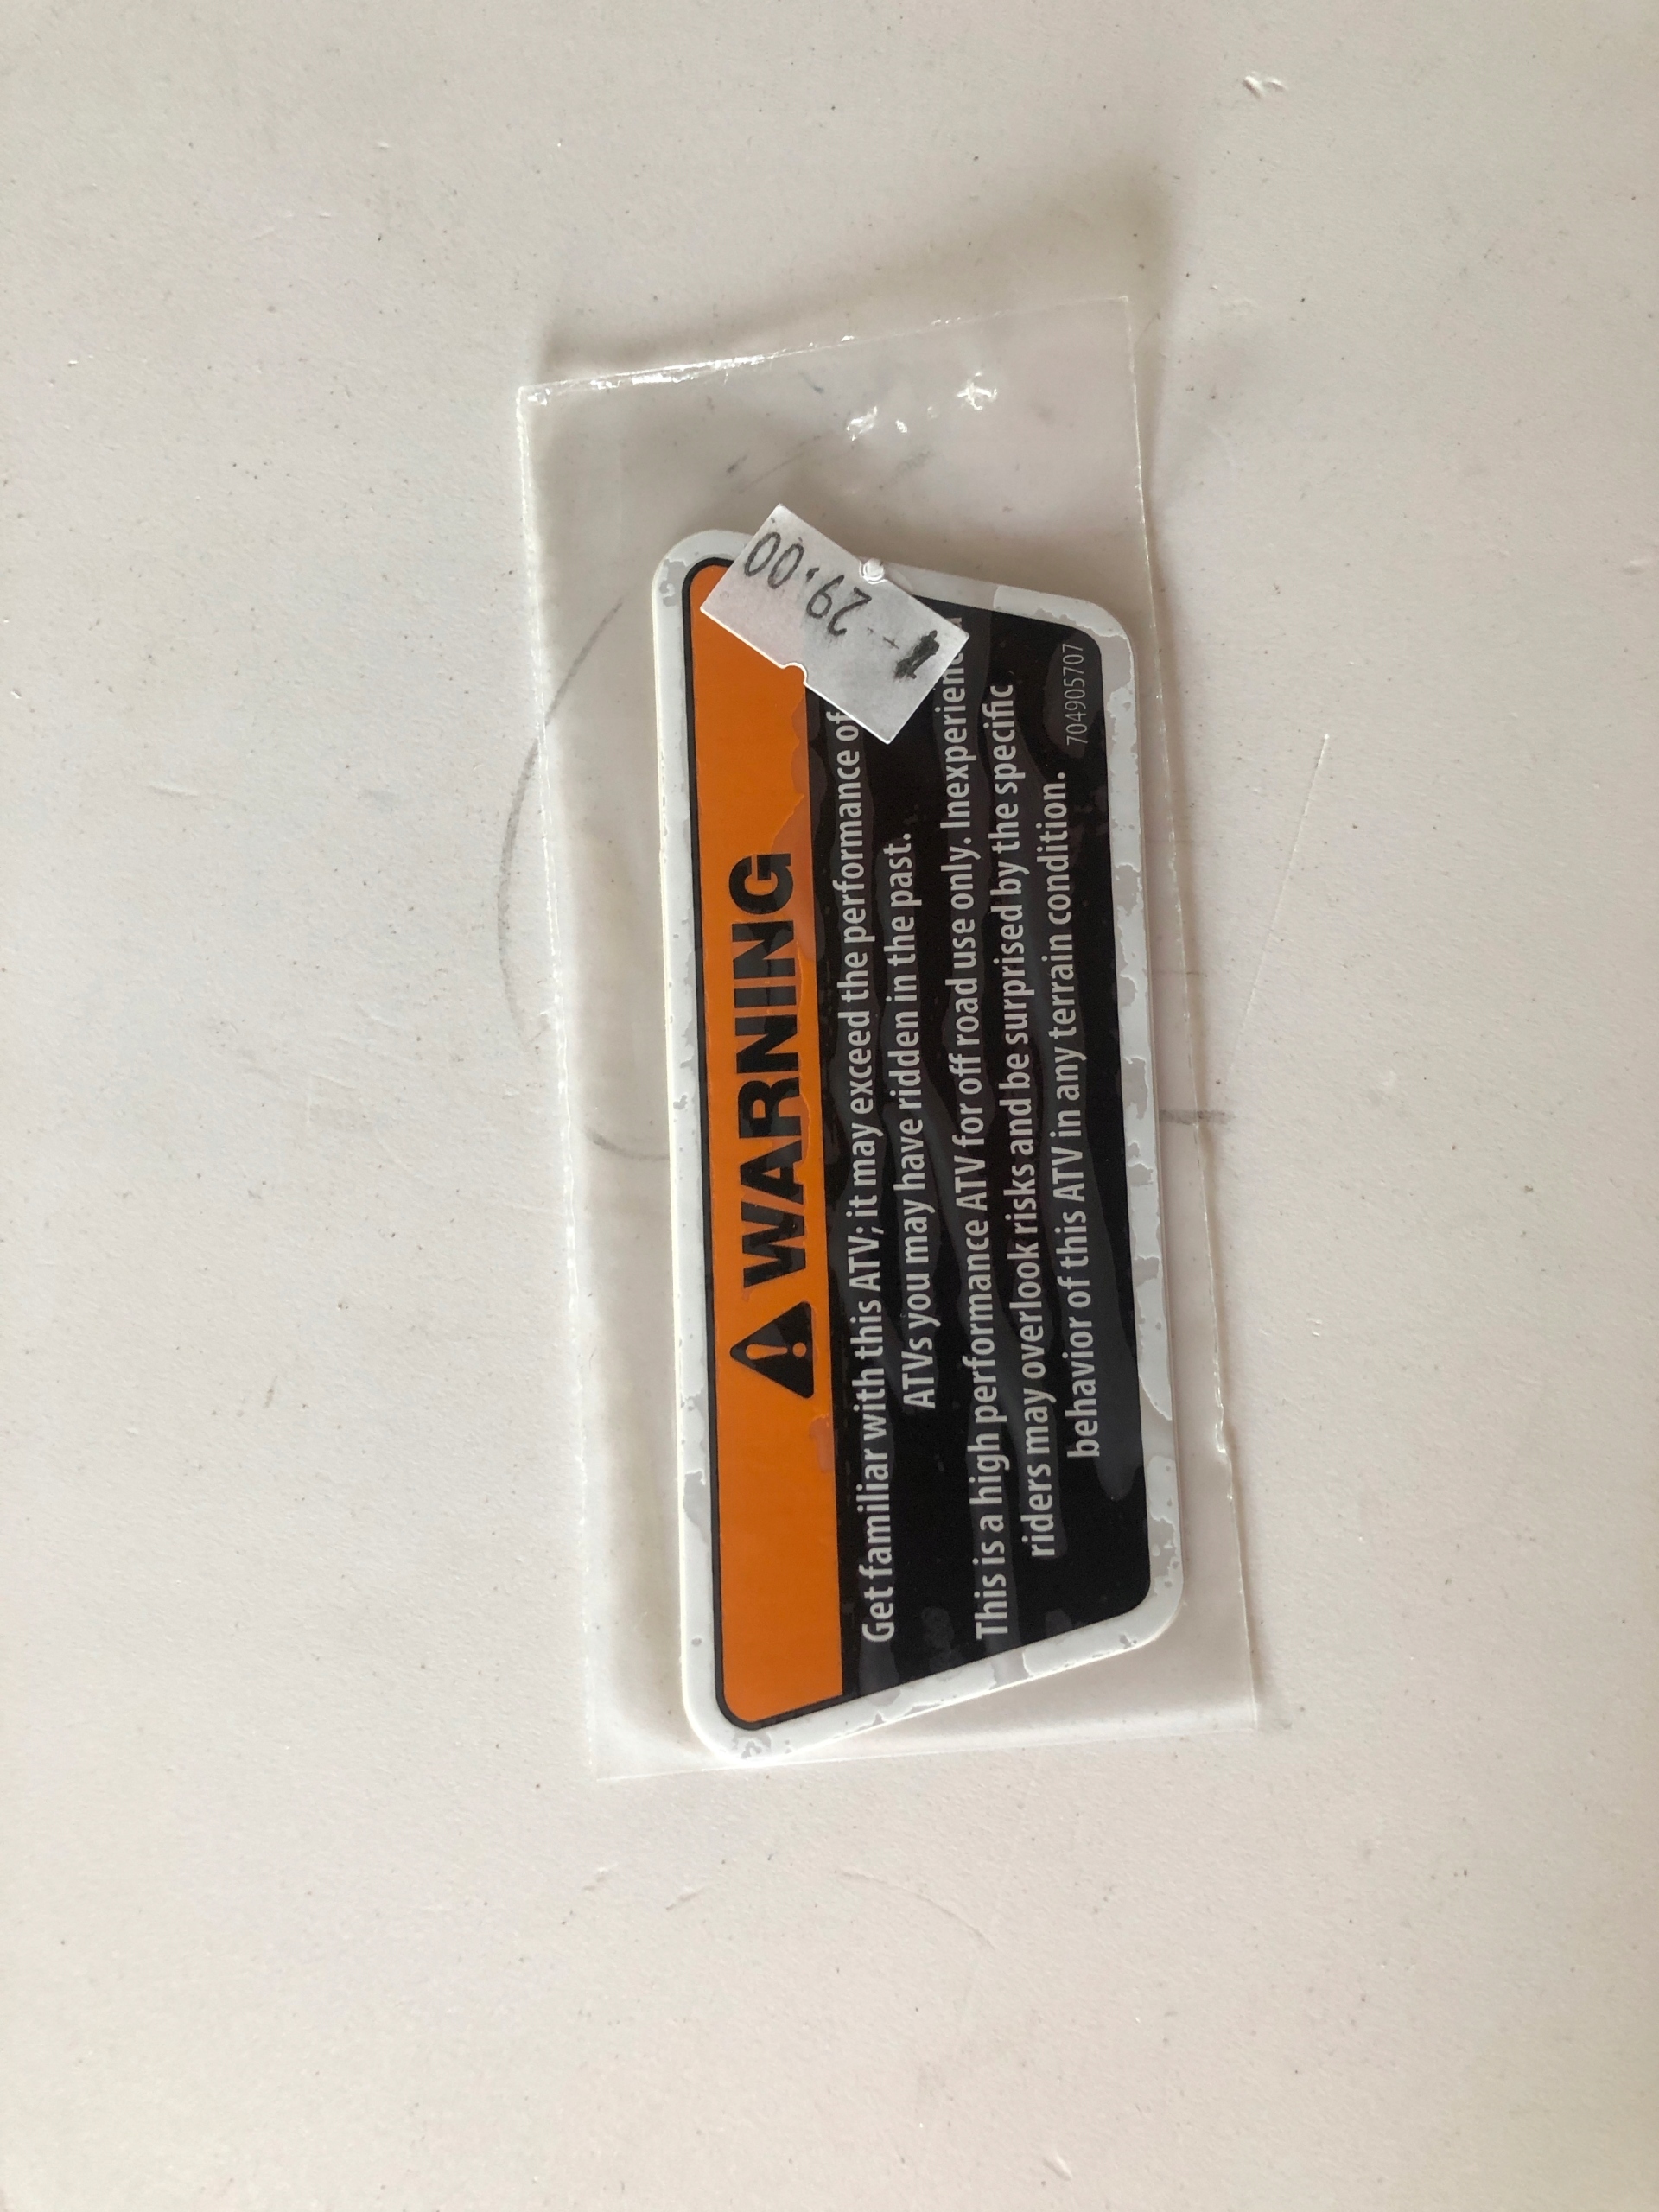 WARNING
Get familiar with this ATV; it may exceed the performance of
ATVs you may have ridden in the past.
This is a high performance ATV for off road use only.
riders may overlook risks and be surprised by the specific
behavior of this ATV in any terrain condition.
704905707
29.00